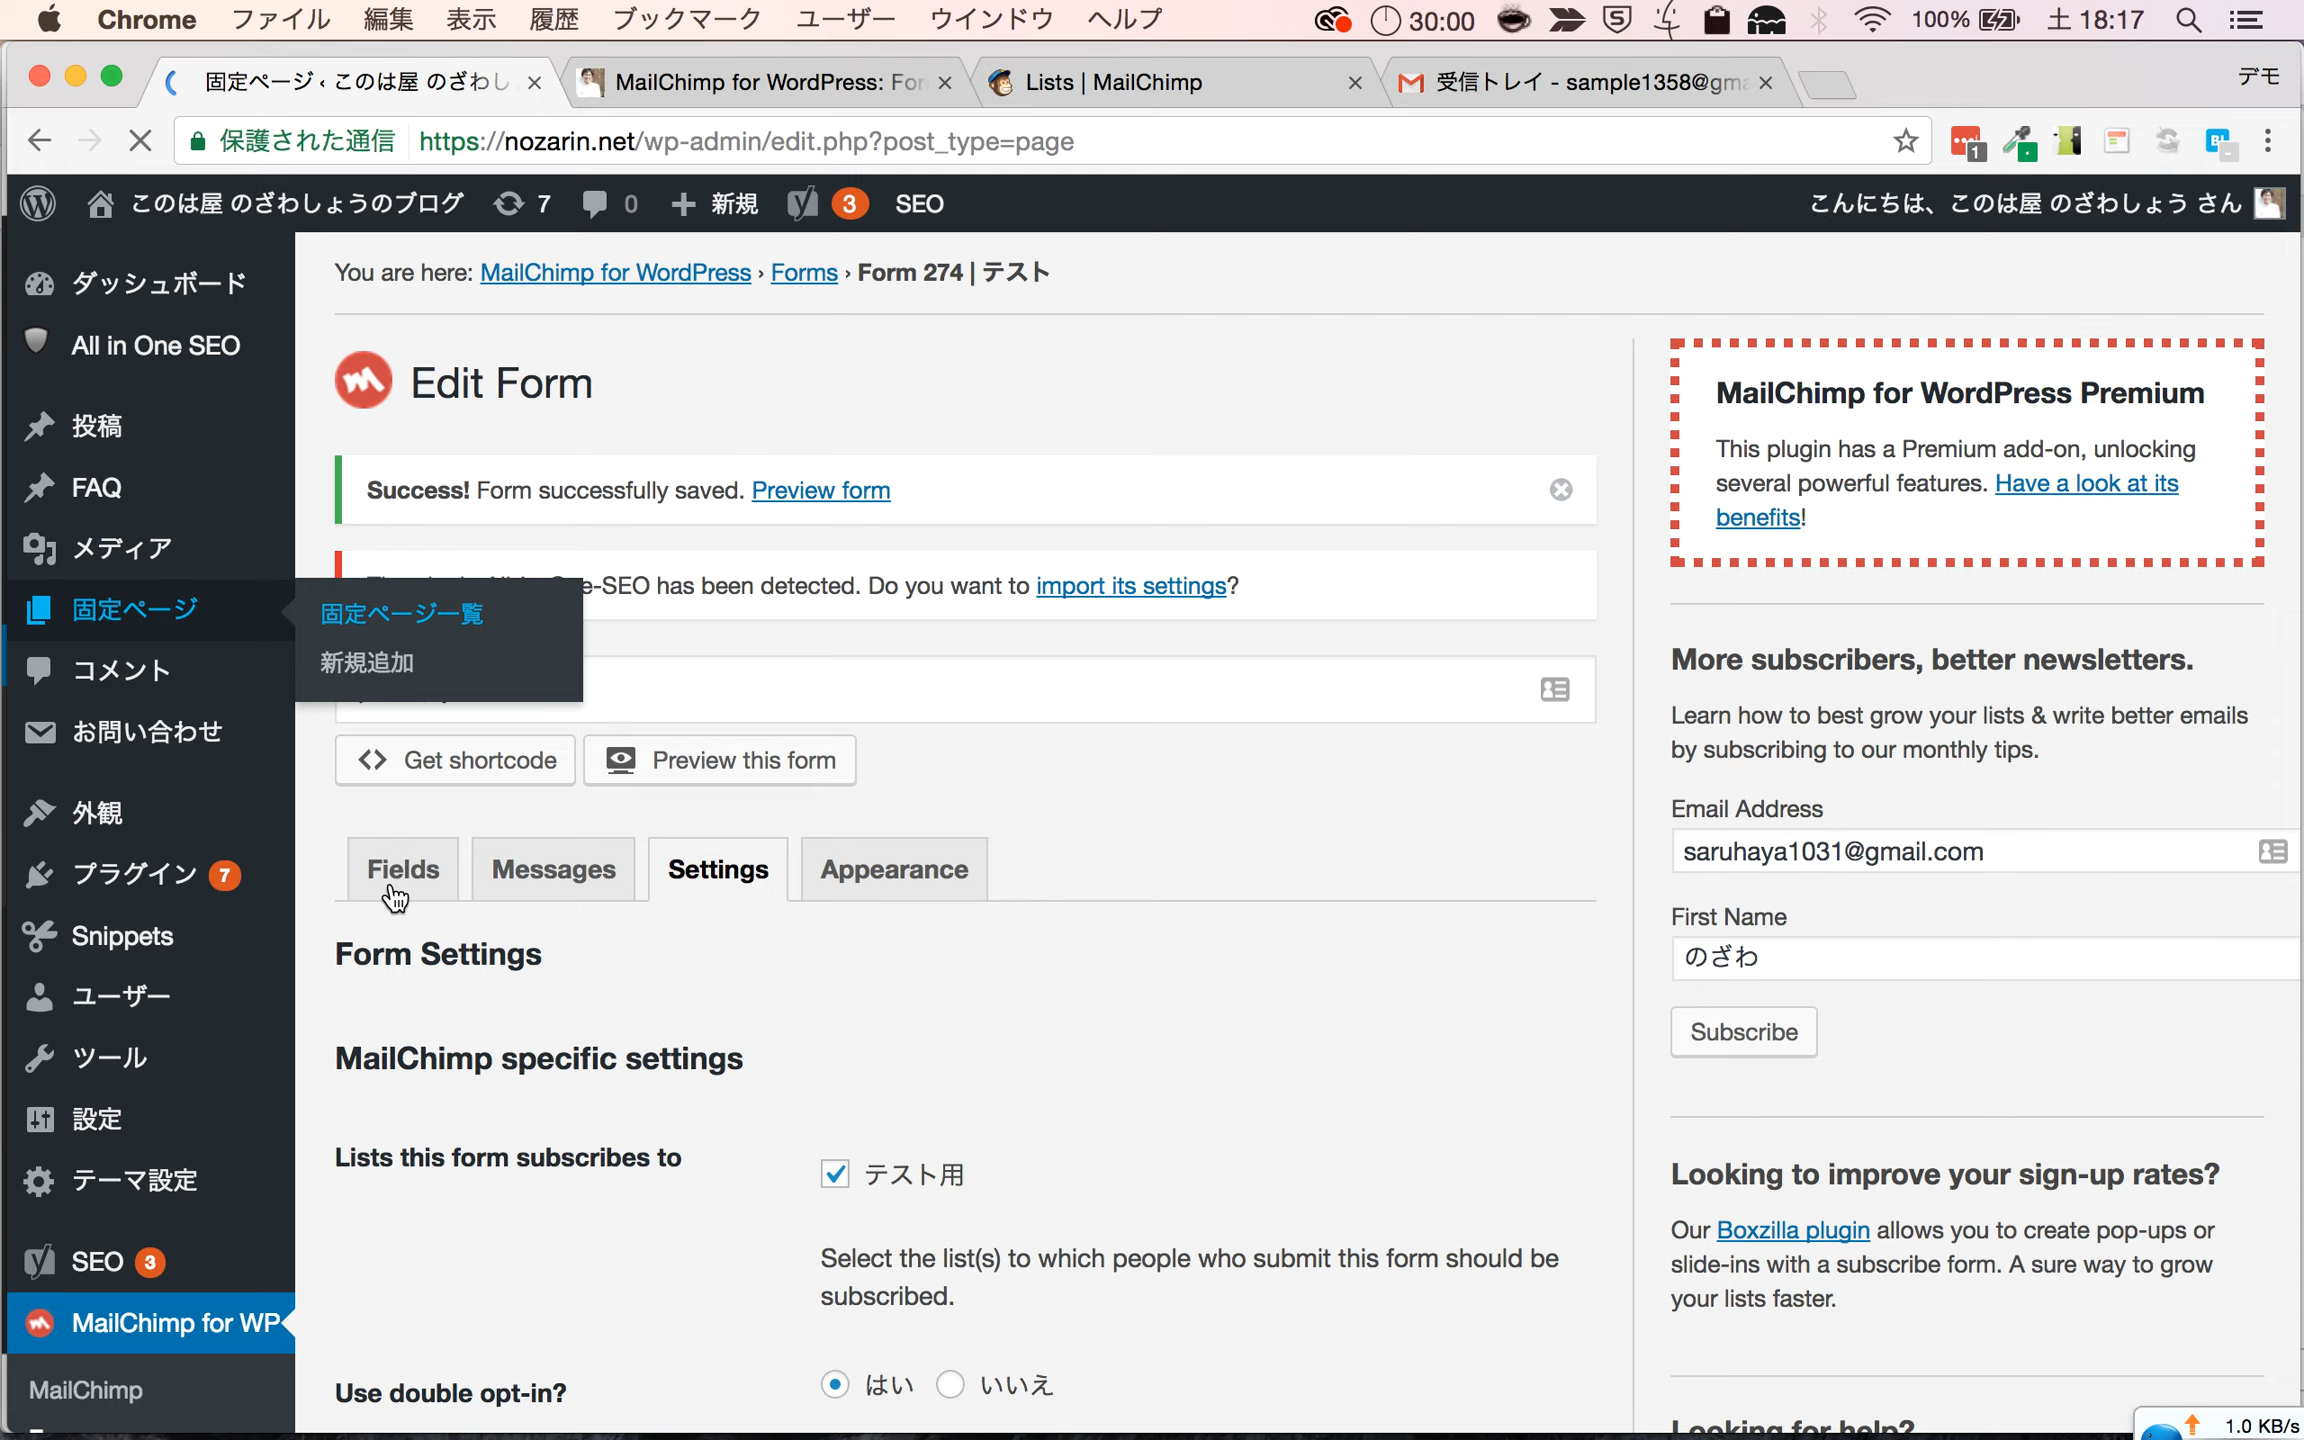 Chrome ファイル 編集 表示 履歴 ブックマーク ユーザー ウインドウ ヘルプ 30:00 100% 土 18:17
固定ページ ‹ このは屋 のざわし MailChimp for WordPress: For Lists | MailChimp 受信トレイ - sample1358@gma デモ
保護された通信 https://nozarin.net/wp-admin/edit.php?post_type=page 1
このは屋 のざわしょうのブログ 7 0 新規 3 SEO こんにちは、このは屋 のざわしょう さん
ダッシュボード
All in One SEO
投稿
FAQ
メディア
固定ページ
コメント
お問い合わせ
外観
プラグイン 7
Snippets
ユーザー
ツール
設定
テーマ設定
SEO 3
MailChimp for WP
MailChimp
固定ページ一覧
新規追加
You are here: MailChimp for WordPress › Forms › Form 274 | テスト
Edit Form
Success! Form successfully saved. Preview form
e-SEO has been detected. Do you want to import its settings?
Get shortcode Preview this form
Fields Messages Settings Appearance
Form Settings
MailChimp specific settings
Lists this form subscribes to
テスト用
Select the list(s) to which people who submit this form should be
subscribed.
Use double opt-in?
はい いいえ
MailChimp for WordPress Premium
This plugin has a Premium add-on, unlocking
several powerful features. Have a look at its
benefits!
More subscribers, better newsletters.
Learn how to best grow your lists & write better emails
by subscribing to our monthly tips.
Email Address
saruhaya1031@gmail.com
First Name
のざわ
Subscribe
Looking to improve your sign-up rates?
Our Boxzilla plugin allows you to create pop-ups or
slide-ins with a subscribe form. A sure way to grow
your lists faster.
Looking for help?
1.0 KB/s